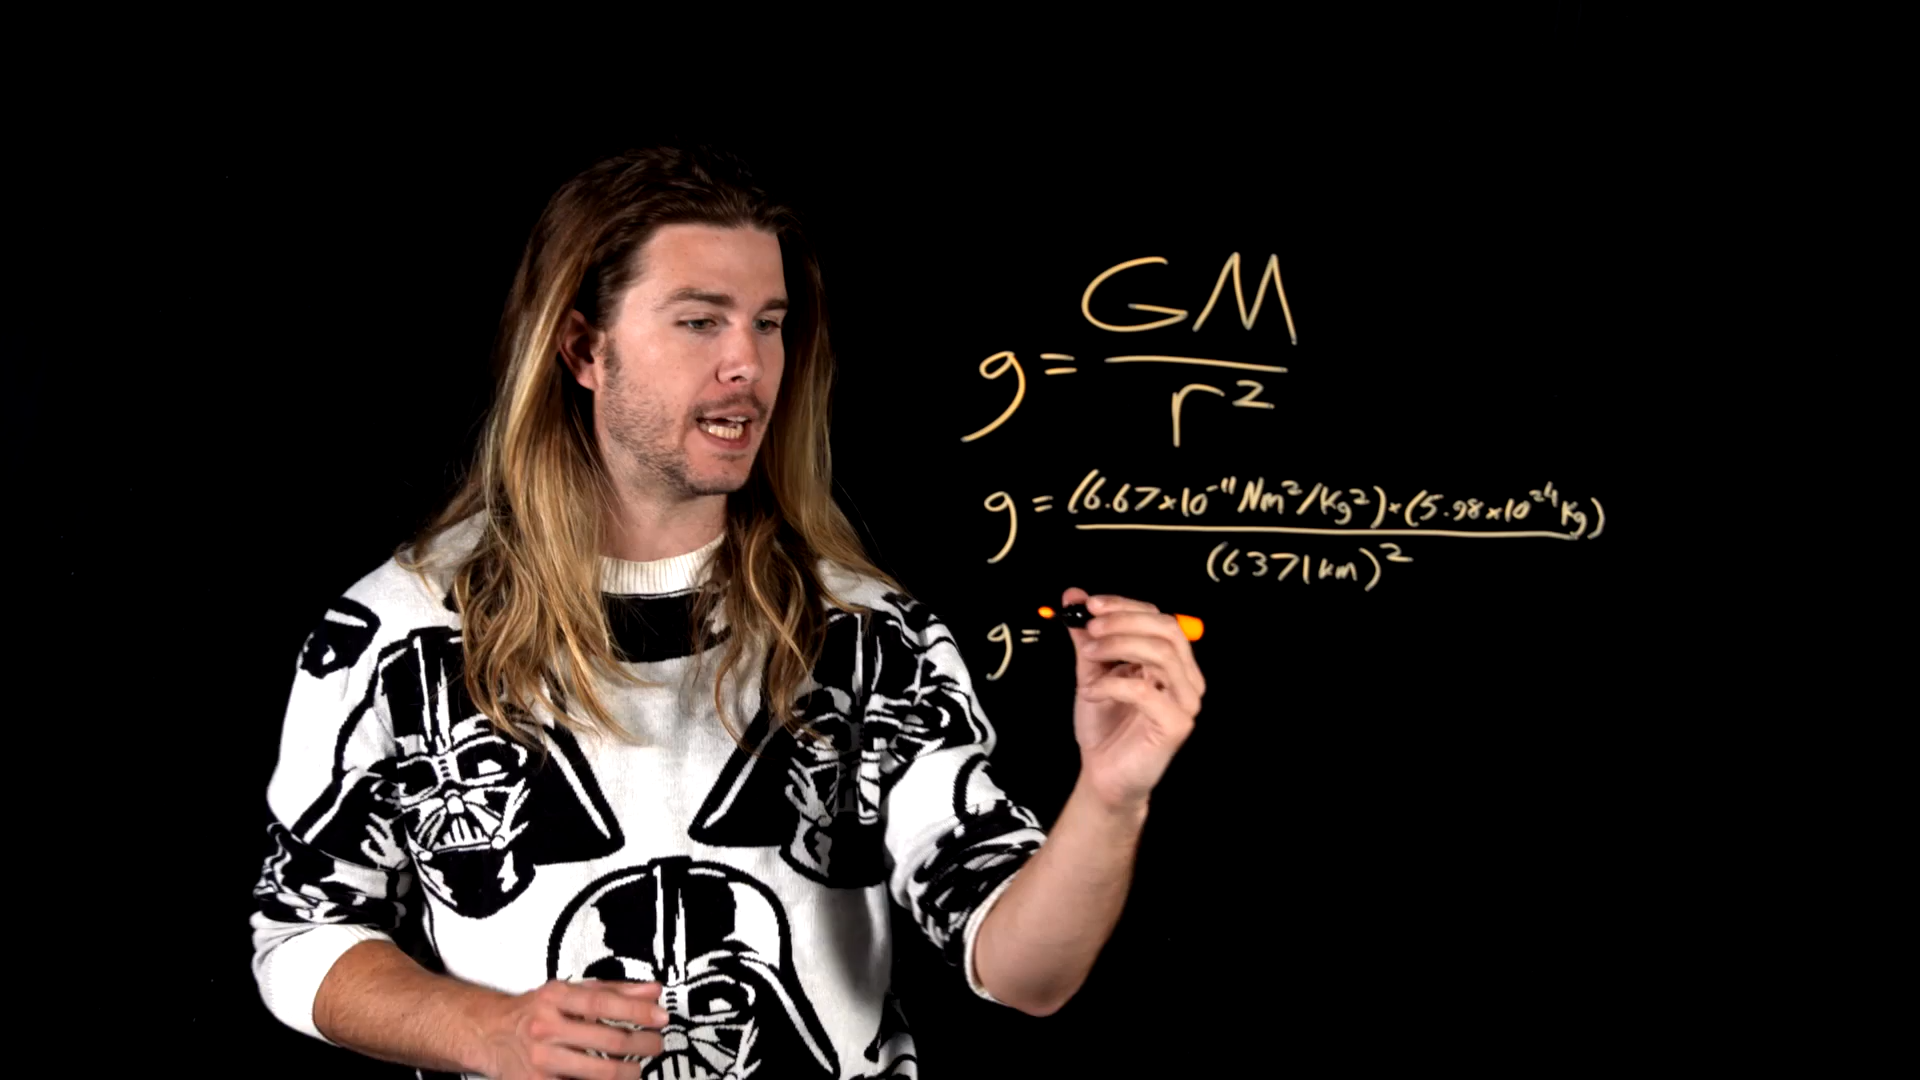 g = GM / r²
g = (6.67×10⁻¹¹ Nm²/Kg²)·(5.98×10²⁴ Kg) / (6371 km)²
g =